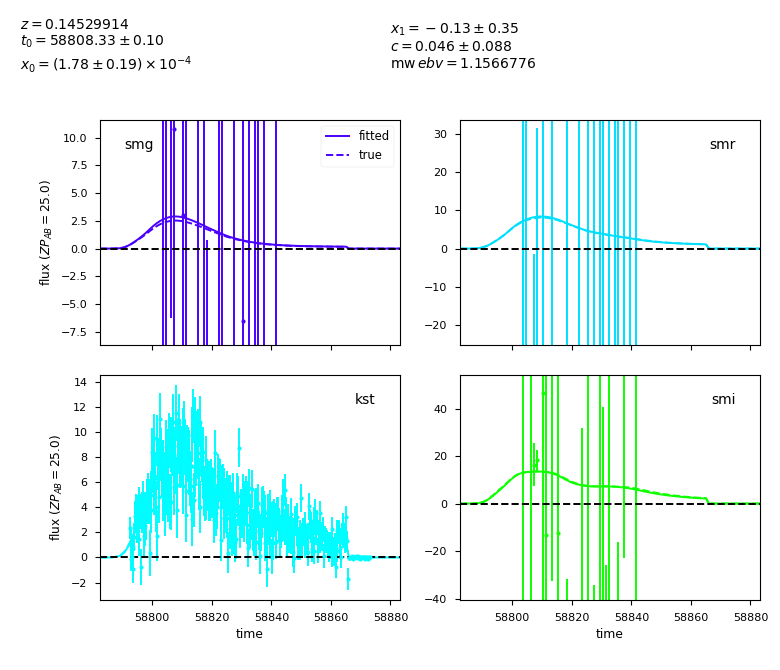 z = 0.14529914
t₀ = 58808.33 ± 0.10
x₀ = (1.78 ± 0.19) × 10⁻⁴
x₁ = −0.13 ± 0.35
c = 0.046 ± 0.088
mw ebv = 1.1566776
smg
fitted
true
10.0
7.5
5.0
2.5
0.0
−2.5
−5.0
−7.5
flux (ZP_AB = 25.0)
smr
30
20
10
0
−10
−20
kst
14
12
10
8
6
4
2
0
−2
flux (ZP_AB = 25.0)
58800 58820 58840 58860 58880
time
smi
40
20
0
−20
−40
58800 58820 58840 58860 58880
time